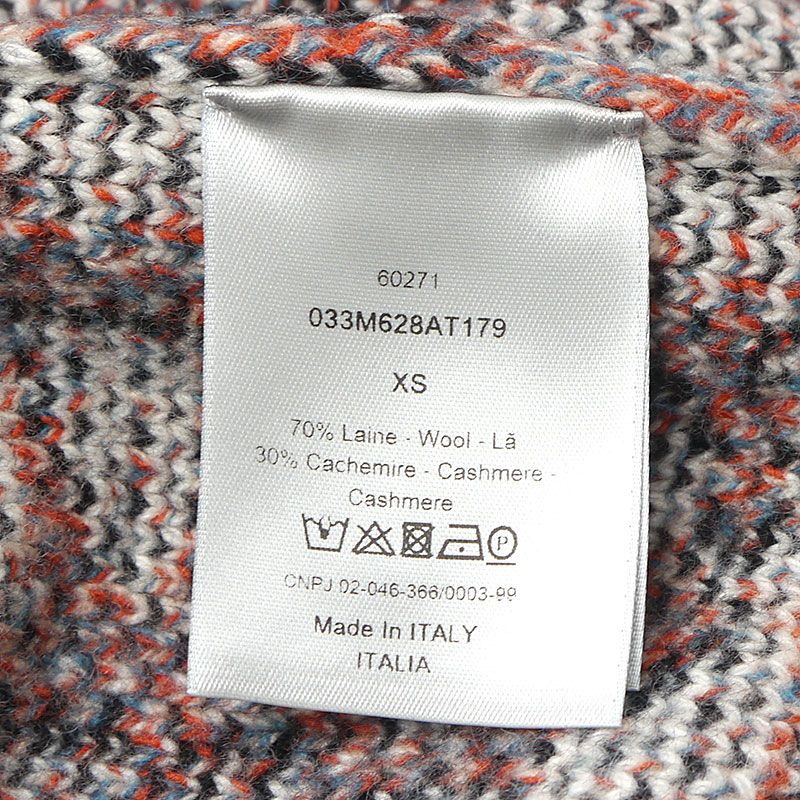 60271
033M628AT179
XS
70% Laine - Wool - Lã
30% Cachemire - Cashmere -
Cashmere
P
CNPJ 02-046-366/0003-99
Made In ITALY
ITALIA